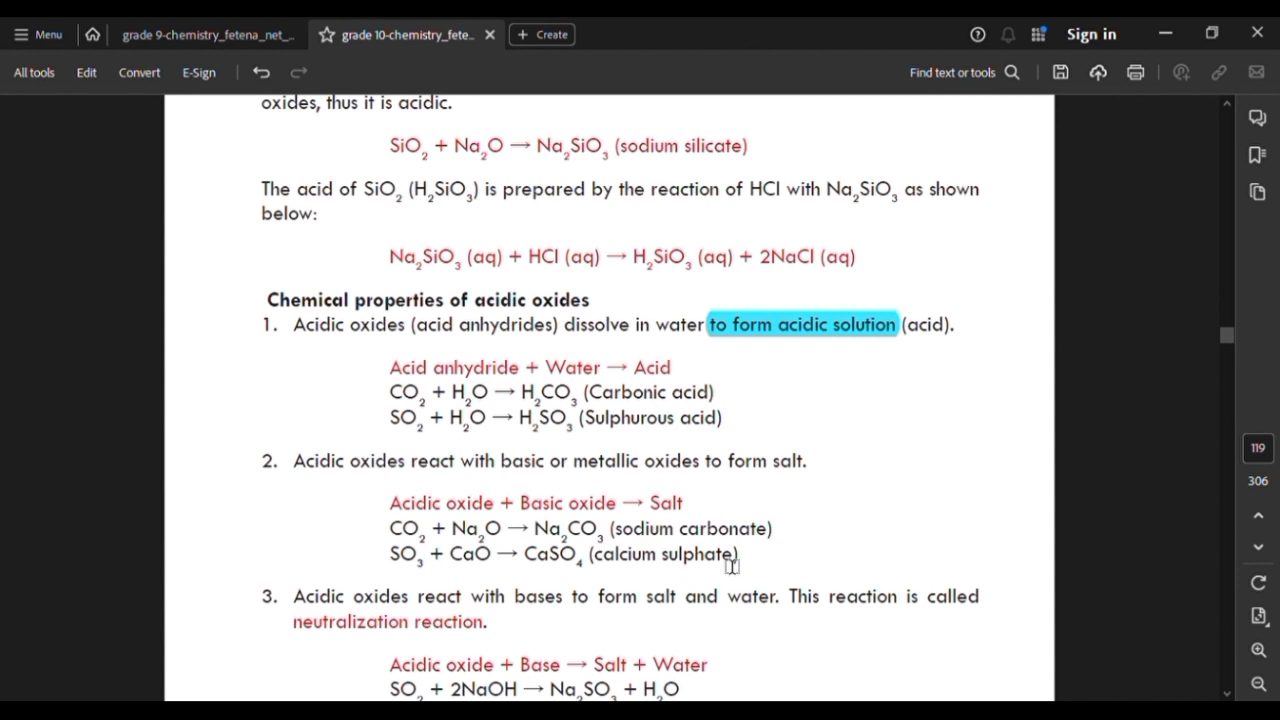 Menu
grade 9-chemistry_fetena_net_...
grade 10-chemistry_fete...
+ Create
Sign in
All tools
Edit
Convert
E-Sign
Find text or tools
oxides, thus it is acidic.
SiO₂ + Na₂O → Na₂SiO₃ (sodium silicate)
The acid of SiO₂ (H₂SiO₃) is prepared by the reaction of HCl with Na₂SiO₃ as shown
below:
Na₂SiO₃ (aq) + HCl (aq) → H₂SiO₃ (aq) + 2NaCl (aq)
Chemical properties of acidic oxides
1. Acidic oxides (acid anhydrides) dissolve in water to form acidic solution (acid).
Acid anhydride + Water → Acid
CO₂ + H₂O → H₂CO₃ (Carbonic acid)
SO₂ + H₂O → H₂SO₃ (Sulphurous acid)
2. Acidic oxides react with basic or metallic oxides to form salt.
Acidic oxide + Basic oxide → Salt
CO₂ + Na₂O → Na₂CO₃ (sodium carbonate)
SO₃ + CaO → CaSO₄ (calcium sulphate)
3. Acidic oxides react with bases to form salt and water. This reaction is called
neutralization reaction.
Acidic oxide + Base → Salt + Water
SO₂ + 2NaOH → Na₂SO₃ + H₂O
119
306